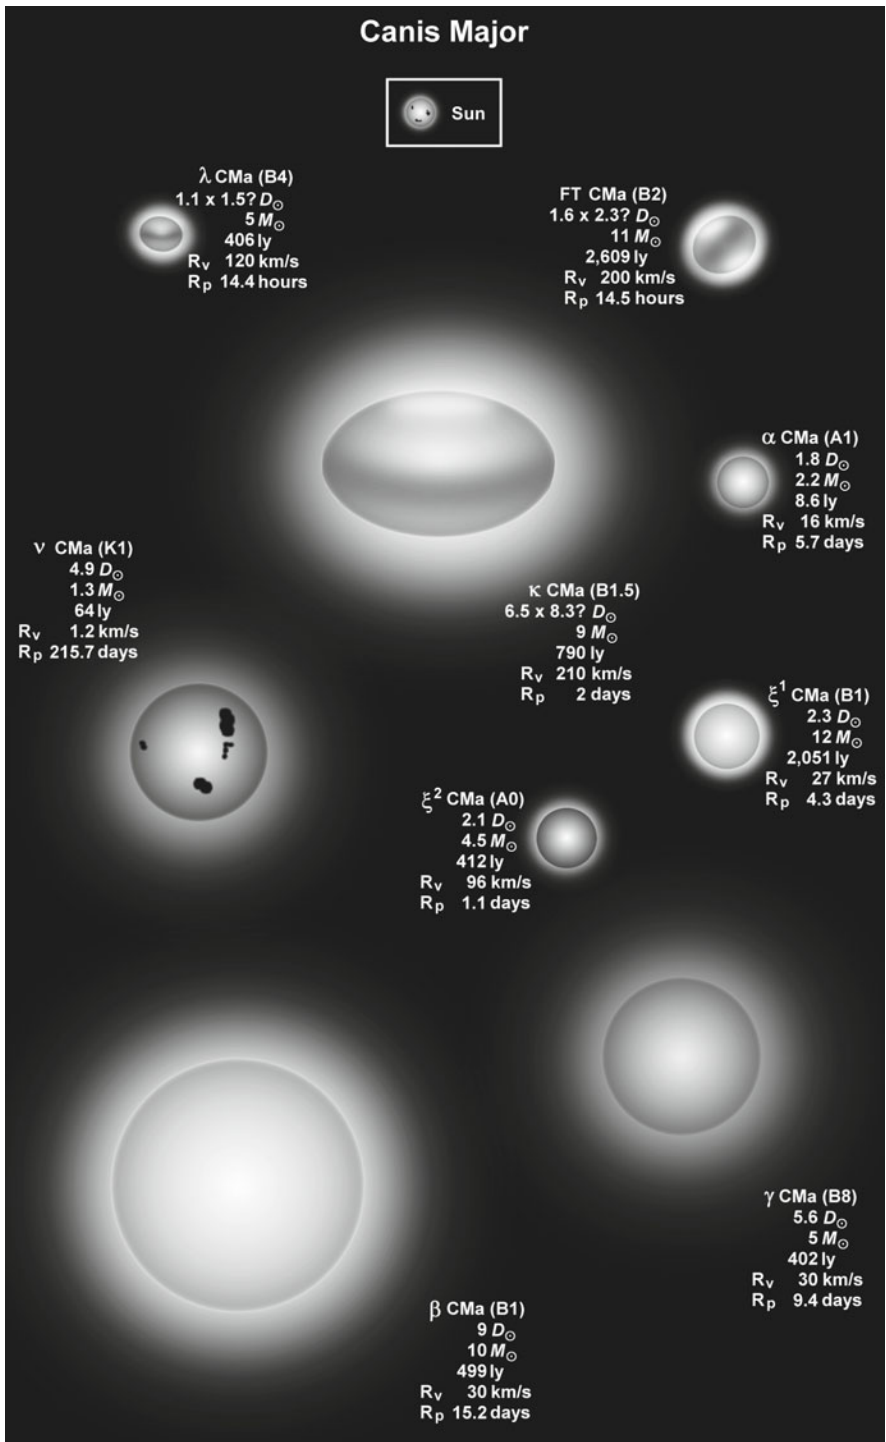 Canis Major
Sun
λ CMa (B4)
1.1 x 1.5? D☉
5 M☉
406 ly
Rv 120 km/s
Rp 14.4 hours
FT CMa (B2)
1.6 x 2.3? D☉
11 M☉
2,609 ly
Rv 200 km/s
Rp 14.5 hours
α CMa (A1)
1.8 D☉
2.2 M☉
8.6 ly
Rv 16 km/s
Rp 5.7 days
ν CMa (K1)
4.9 D☉
1.3 M☉
64 ly
Rv 1.2 km/s
Rp 215.7 days
κ CMa (B1.5)
6.5 x 8.3? D☉
9 M☉
790 ly
Rv 210 km/s
Rp 2 days
ξ¹ CMa (B1)
2.3 D☉
12 M☉
2,051 ly
Rv 27 km/s
Rp 4.3 days
ξ² CMa (A0)
2.1 D☉
4.5 M☉
412 ly
Rv 96 km/s
Rp 1.1 days
γ CMa (B8)
5.6 D☉
5 M☉
402 ly
Rv 30 km/s
Rp 9.4 days
β CMa (B1)
9 D☉
10 M☉
499 ly
Rv 30 km/s
Rp 15.2 days